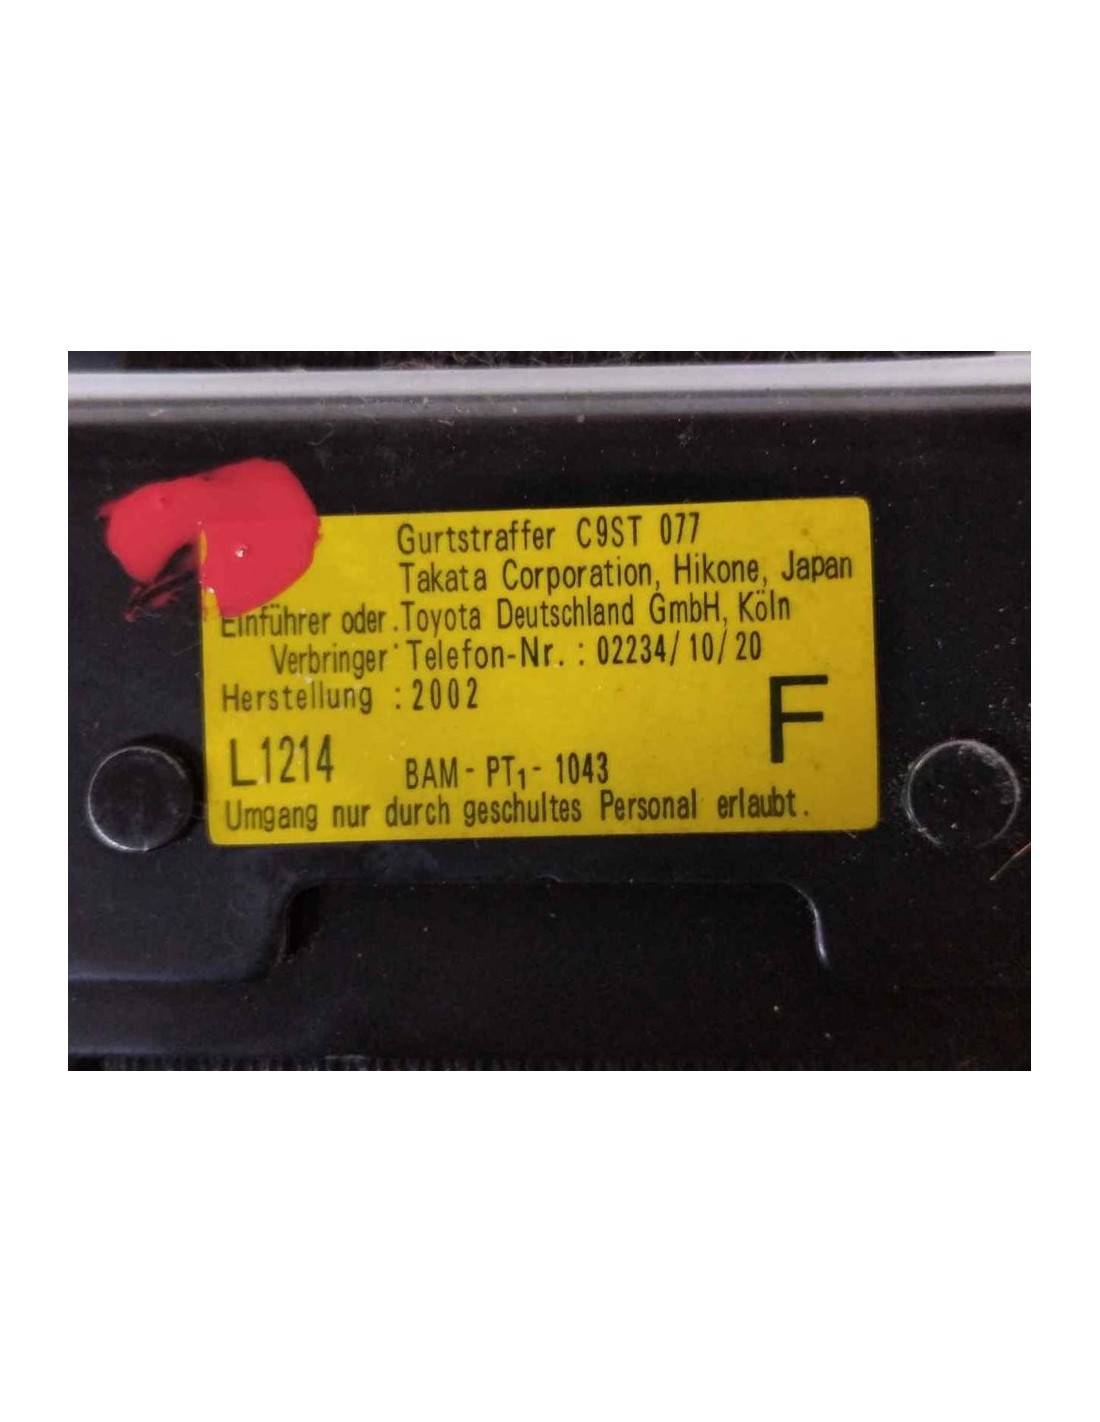 Gurtstraffer C9ST 077
Takata Corporation, Hikone, Japan
Einführer oder Toyota Deutschland GmbH, Köln
Verbringer : Telefon-Nr. : 02234/10/20
Herstellung : 2002
F
L1214 BAM - PT₁ - 1043
Umgang nur durch geschultes Personal erlaubt.